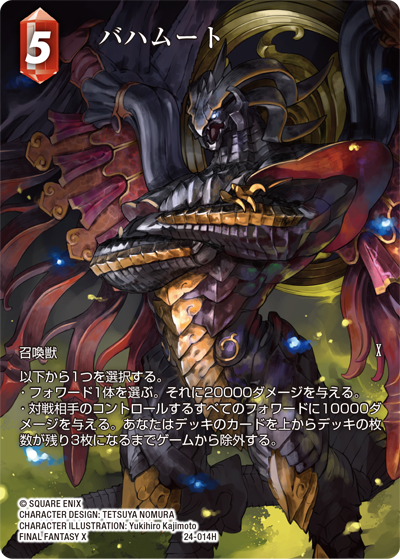 5
バハムート
召喚獣
X
以下から1つを選択する。
・フォワード1体を選ぶ。それに20000ダメージを与える。
・対戦相手のコントロールするすべてのフォワードに10000ダ
メージを与える。あなたはデッキのカードを上からデッキの枚
数が残り3枚になるまでゲームから除外する。
© SQUARE ENIX
CHARACTER DESIGN: TETSUYA NOMURA
CHARACTER ILLUSTRATION: Yukihiro Kajimoto
FINAL FANTASY X
24-014H